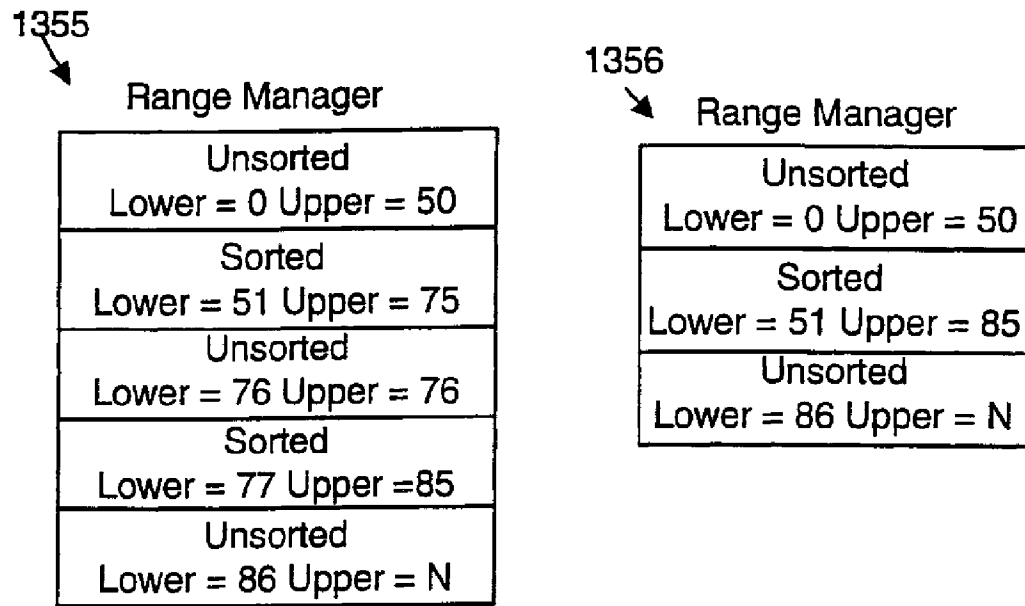 1355
Range Manager
Unsorted
Lower = 0 Upper = 50
Sorted
Lower = 51 Upper = 75
Unsorted
Lower = 76 Upper = 76
Sorted
Lower = 77 Upper =85
Unsorted
Lower = 86 Upper = N
1356
Range Manager
Unsorted
Lower = 0 Upper = 50
Sorted
Lower = 51 Upper = 85
Unsorted
Lower = 86 Upper = N